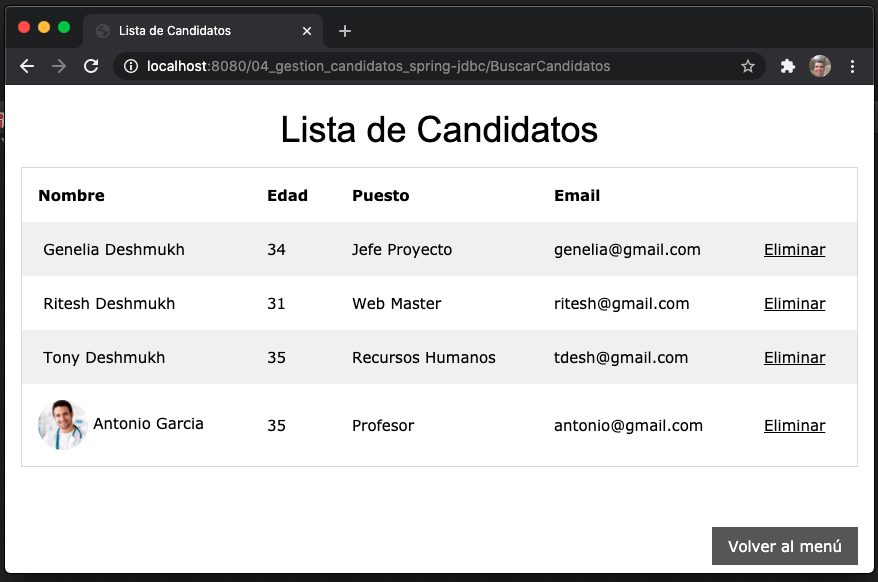 Lista de Candidatos
localhost:8080/04_gestion_candidatos_spring-jdbc/BuscarCandidatos
Lista de Candidatos
Nombre Edad Puesto Email
Genelia Deshmukh 34 Jefe Proyecto genelia@gmail.com Eliminar
Ritesh Deshmukh 31 Web Master ritesh@gmail.com Eliminar
Tony Deshmukh 35 Recursos Humanos tdesh@gmail.com Eliminar
Antonio Garcia 35 Profesor antonio@gmail.com Eliminar
Volver al menú